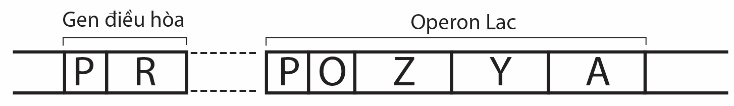 Gen điều hòa Operon Lac
P R P O Z Y A